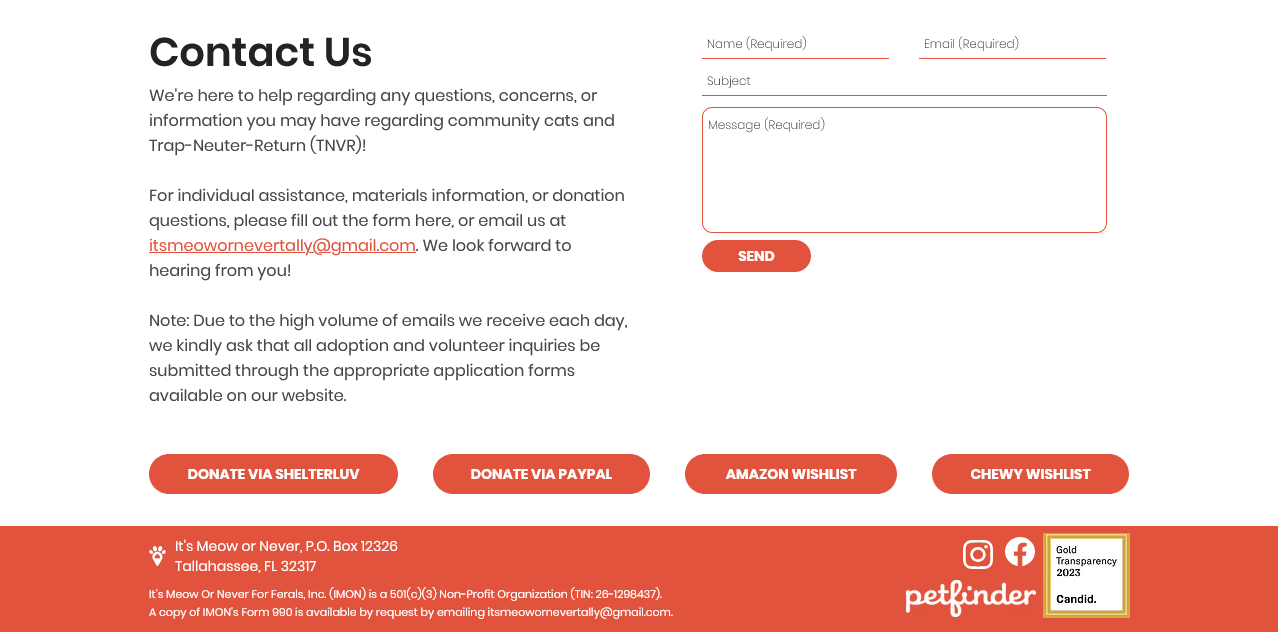 Contact Us
We're here to help regarding any questions, concerns, or
information you may have regarding community cats and
Trap-Neuter-Return (TNVR)!
For individual assistance, materials information, or donation
questions, please fill out the form here, or email us at
itsmeowornevertally@gmail.com. We look forward to
hearing from you!
Note: Due to the high volume of emails we receive each day,
we kindly ask that all adoption and volunteer inquiries be
submitted through the appropriate application forms
available on our website.
Name (Required)
Email (Required)
Subject
Message (Required)
SEND
DONATE VIA SHELTERLUV
DONATE VIA PAYPAL
AMAZON WISHLIST
CHEWY WISHLIST
It's Meow or Never, P.O. Box 12326
Tallahassee, FL 32317
It's Meow Or Never For Ferals, Inc. (IMON) is a 501(c)(3) Non-Profit Organization (TIN: 26-1298437).
A copy of IMON's Form 990 is available by request by emailing itsmeowornevertally@gmail.com.
petfinder
Gold
Transparency
2023
Candid.